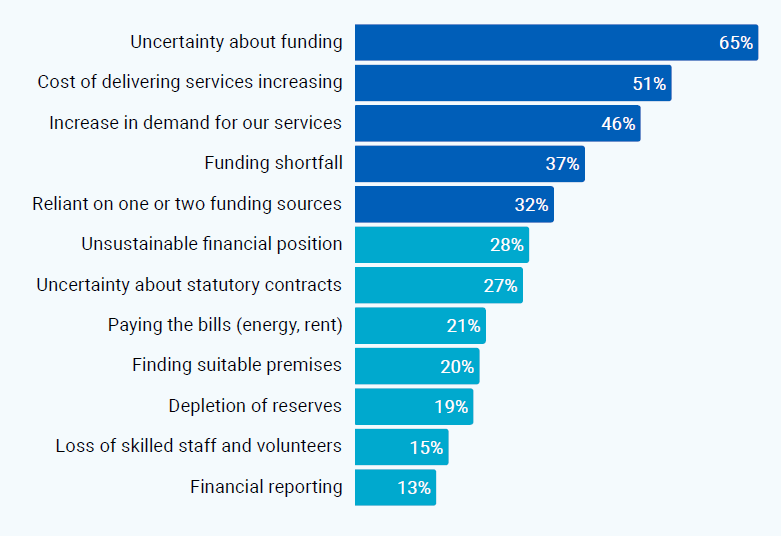 Uncertainty about funding 65%
Cost of delivering services increasing 51%
Increase in demand for our services 46%
Funding shortfall 37%
Reliant on one or two funding sources 32%
Unsustainable financial position 28%
Uncertainty about statutory contracts 27%
Paying the bills (energy, rent) 21%
Finding suitable premises 20%
Depletion of reserves 19%
Loss of skilled staff and volunteers 15%
Financial reporting 13%